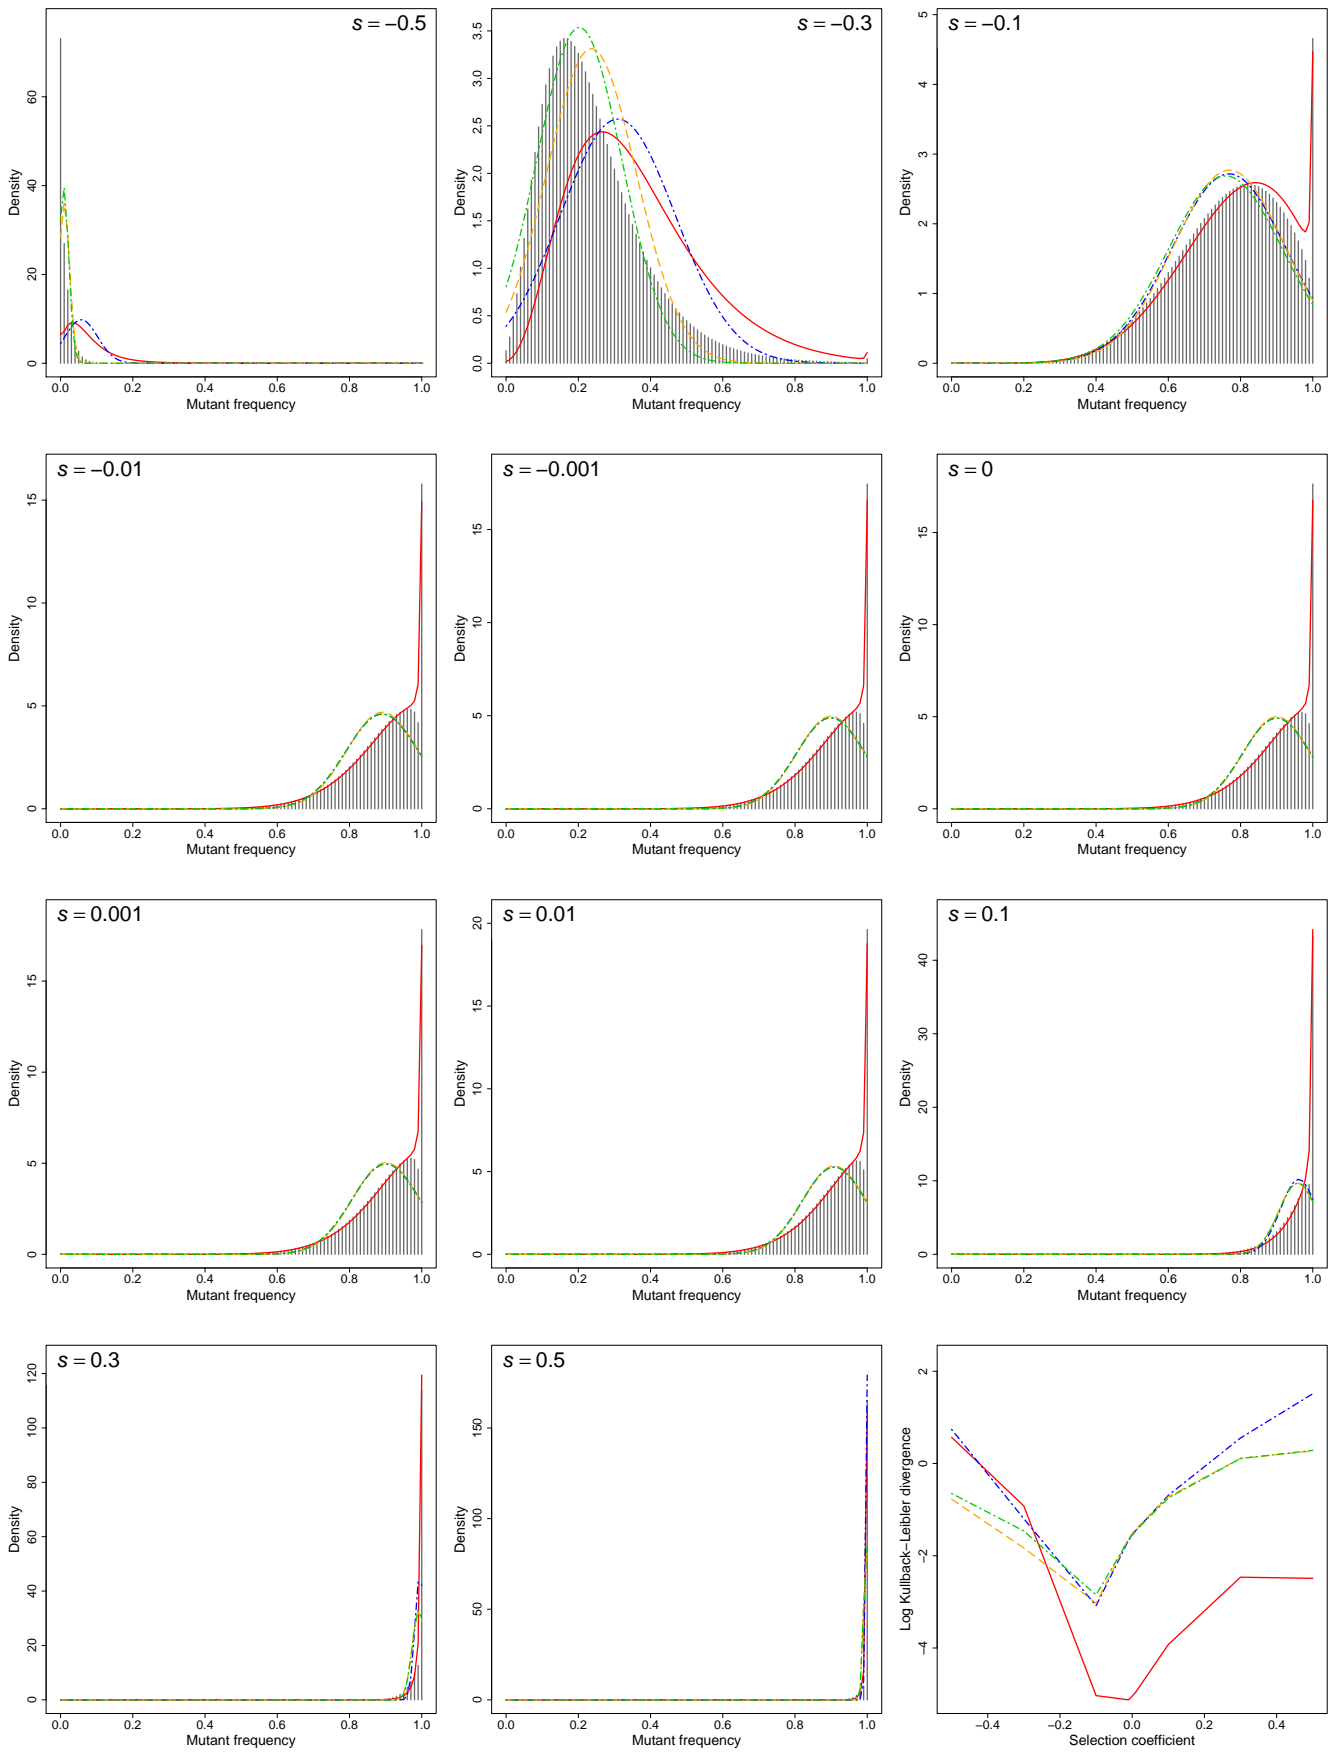 s = −0.5
Density
0 20 40 60
0.0 0.2 0.4 0.6 0.8 1.0
Mutant frequency
s = −0.3
Density
0.0 0.5 1.0 1.5 2.0 2.5 3.0 3.5
0.0 0.2 0.4 0.6 0.8 1.0
Mutant frequency
s = −0.1
Density
0 1 2 3 4 5
0.0 0.2 0.4 0.6 0.8 1.0
Mutant frequency
s = −0.01
Density
0 5 10 15
0.0 0.2 0.4 0.6 0.8 1.0
Mutant frequency
s = −0.001
Density
0 5 10 15
0.0 0.2 0.4 0.6 0.8 1.0
Mutant frequency
s = 0
Density
0 5 10 15
0.0 0.2 0.4 0.6 0.8 1.0
Mutant frequency
s = 0.001
Density
0 5 10 15
0.0 0.2 0.4 0.6 0.8 1.0
Mutant frequency
s = 0.01
Density
0 5 10 15 20
0.0 0.2 0.4 0.6 0.8 1.0
Mutant frequency
s = 0.1
Density
0 10 20 30 40
0.0 0.2 0.4 0.6 0.8 1.0
Mutant frequency
s = 0.3
Density
0 20 40 60 80 100 120
0.0 0.2 0.4 0.6 0.8 1.0
Mutant frequency
s = 0.5
Density
0 50 100 150
0.0 0.2 0.4 0.6 0.8 1.0
Mutant frequency
Log Kullback−Leibler divergence
−4 −2 0 2
−0.4 −0.2 0.0 0.2 0.4
Selection coefficient